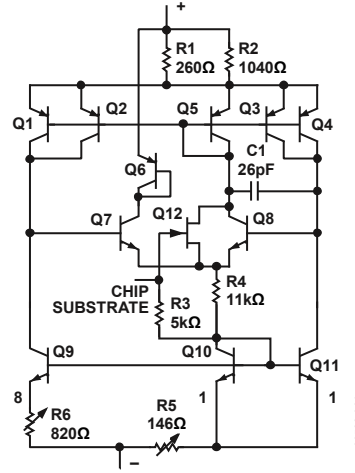 +
R1
260Ω
R2
1040Ω
Q1
Q2
Q5
Q3
Q4
C1
26pF
Q6
Q7
Q12
Q8
CHIP
SUBSTRATE
R3
5kΩ
R4
11kΩ
Q9
Q10
Q11
8
1
1
R6
820Ω
R5
146Ω
–